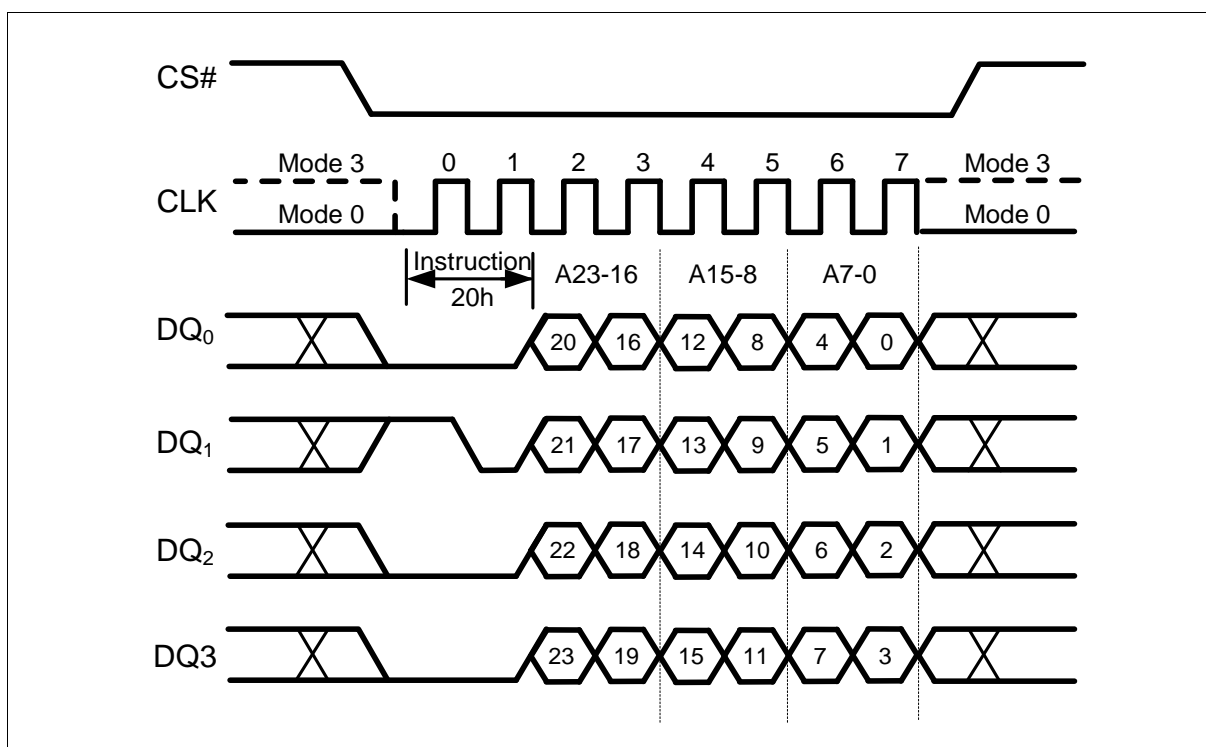 CS#
Mode 3 0 1 2 3 4 5 6 7 Mode 3
CLK
Mode 0 Mode 0
Instruction A23-16 A15-8 A7-0
20h
DQ0 20 16 12 8 4 0
DQ1 21 17 13 9 5 1
DQ2 22 18 14 10 6 2
DQ3 23 19 15 11 7 3